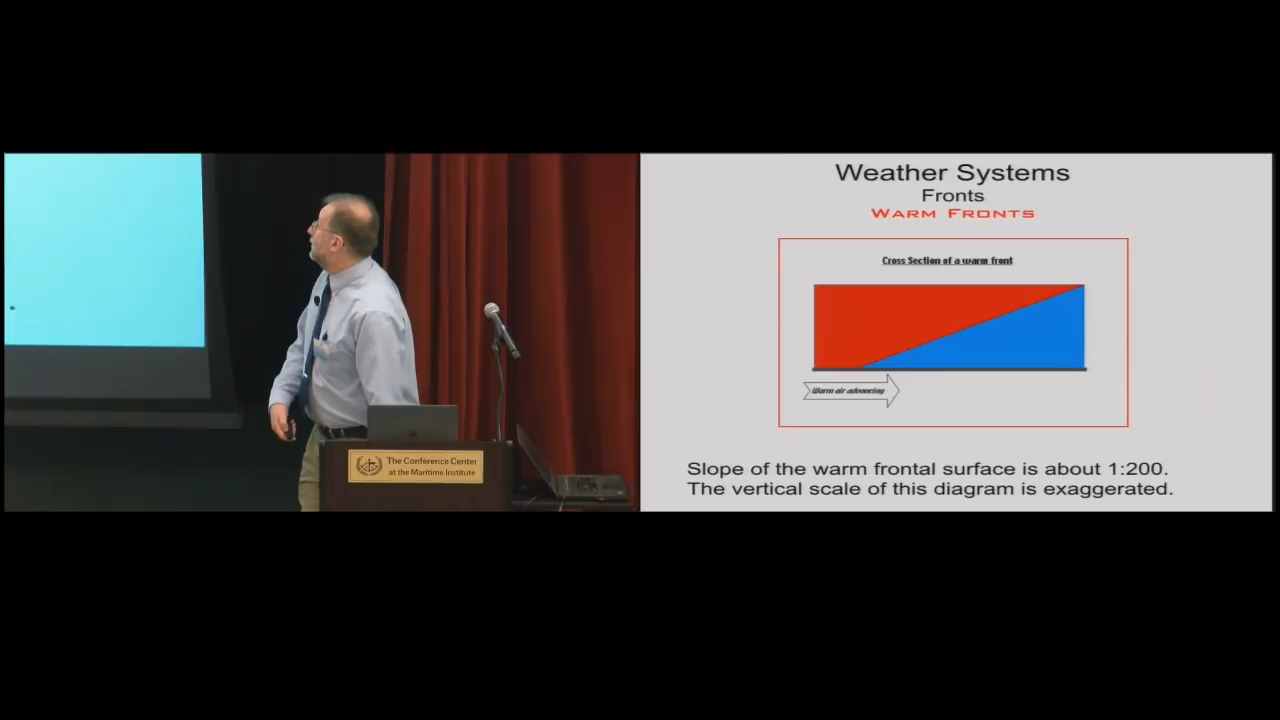 The Conference Center
at the Maritime Institute
Weather Systems
Fronts
WARM FRONTS
Cross Section of a warm front
Warm air advancing
Slope of the warm frontal surface is about 1:200.
The vertical scale of this diagram is exaggerated.